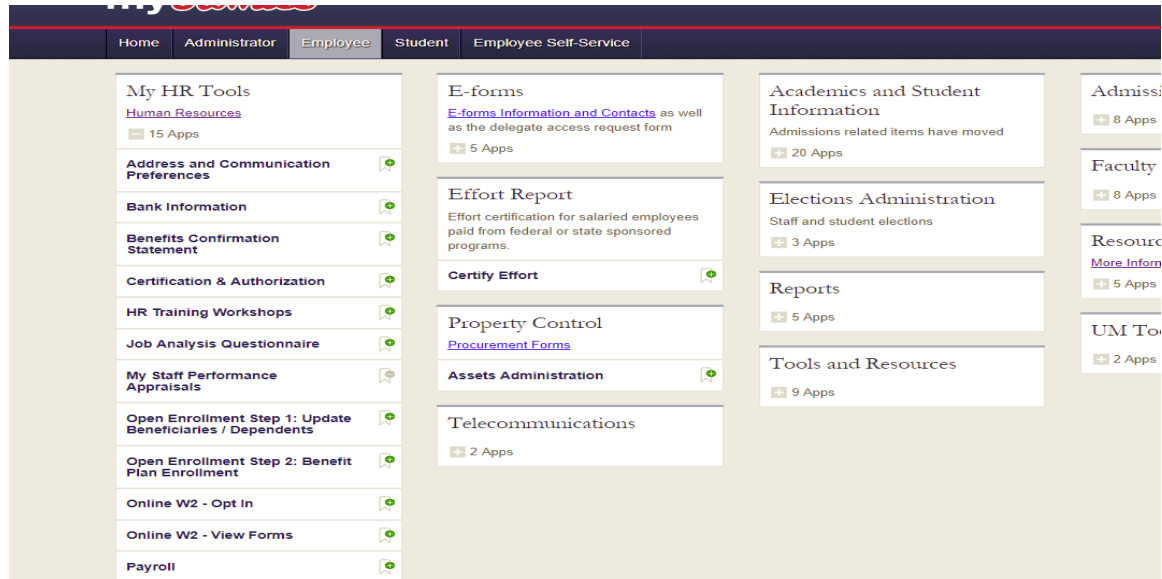 my
Home Administrator Employee Student Employee Self-Service
My HR Tools
Human Resources
15 Apps
Address and Communication
Preferences
Bank Information
Benefits Confirmation
Statement
Certification & Authorization
HR Training Workshops
Job Analysis Questionnaire
My Staff Performance
Appraisals
Open Enrollment Step 1: Update
Beneficiaries / Dependents
Open Enrollment Step 2: Benefit
Plan Enrollment
Online W2 - Opt In
Online W2 - View Forms
Payroll
E-forms
E-forms Information and Contacts as well
as the delegate access request form
5 Apps
Effort Report
Effort certification for salaried employees
paid from federal or state sponsored
programs.
Certify Effort
Property Control
Procurement Forms
Assets Administration
Telecommunications
2 Apps
Academics and Student
Information
Admissions related items have moved
20 Apps
Elections Administration
Staff and student elections
3 Apps
Reports
5 Apps
Tools and Resources
9 Apps
Admiss
8 Apps
Faculty
8 Apps
Resourc
More Inform
5 Apps
UM Too
2 Apps